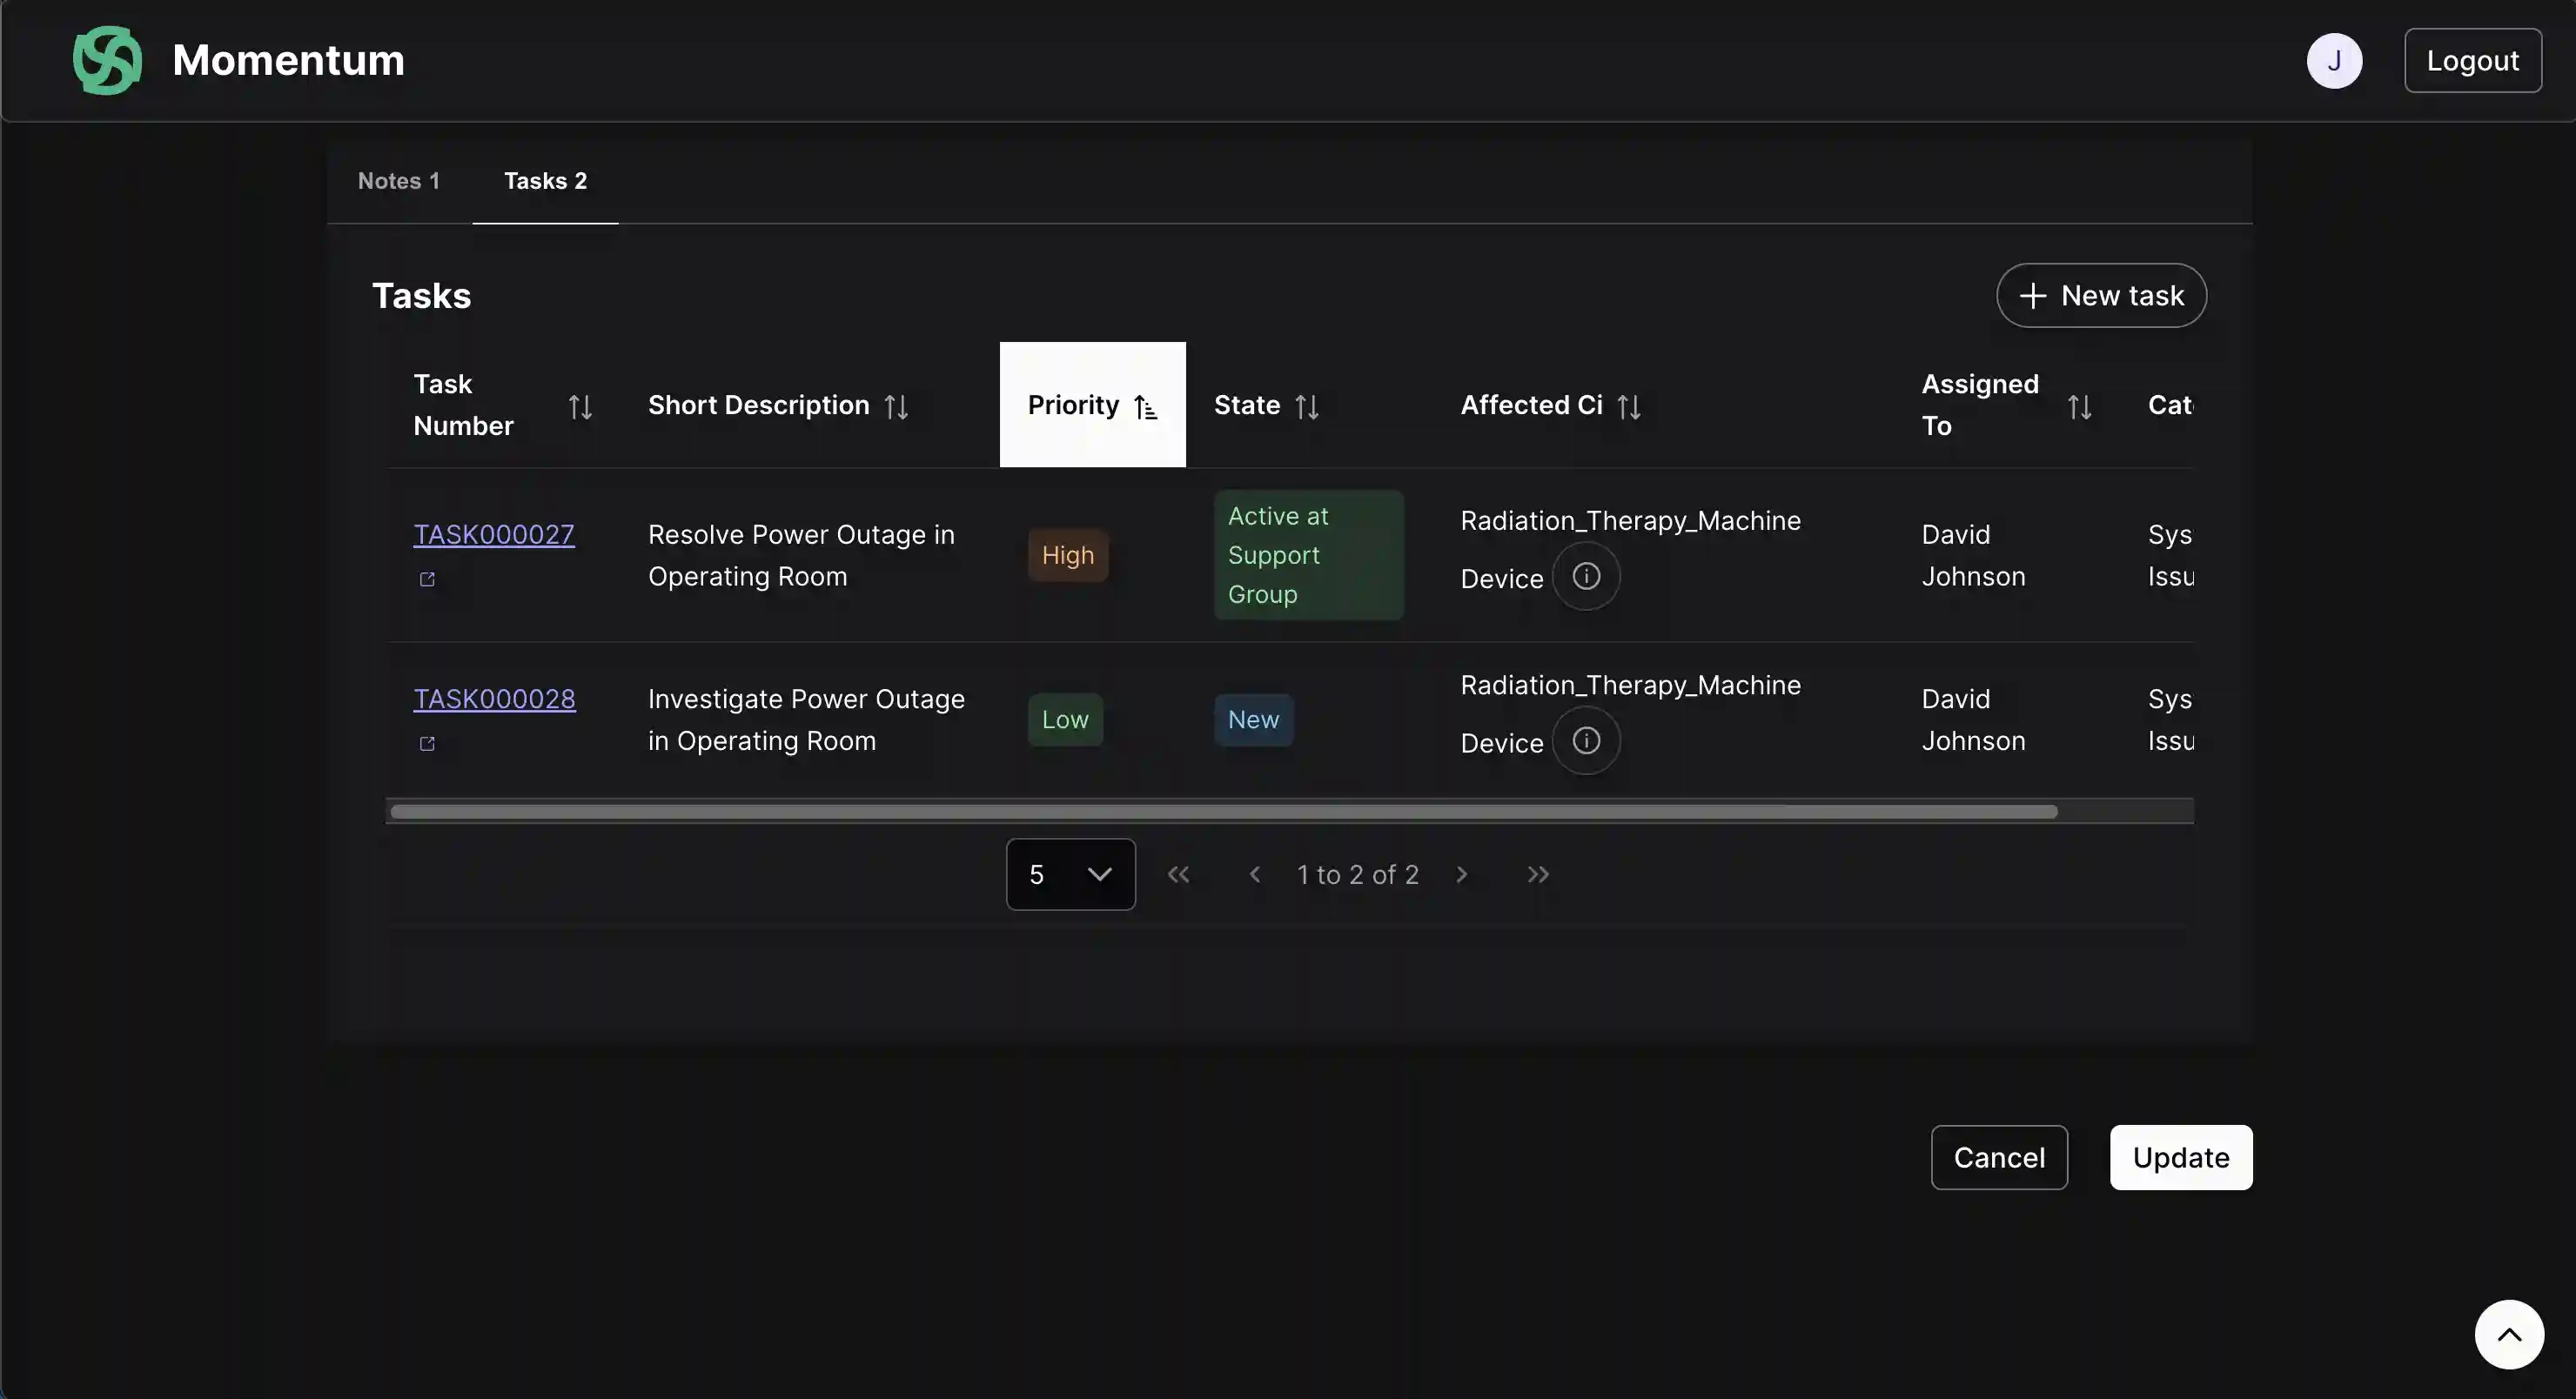 Momentum
J
Logout
Notes 1
Tasks 2
Tasks
New task
Task
Number
Short Description
Priority
State
Affected Ci
Assigned
To
Cat
TASK000027
Resolve Power Outage in
Operating Room
High
Active at
Support
Group
Radiation_Therapy_Machine
Device
David
Johnson
Sys
Issu
TASK000028
Investigate Power Outage
in Operating Room
Low
New
Radiation_Therapy_Machine
Device
David
Johnson
Sys
Issu
5
1 to 2 of 2
Cancel
Update